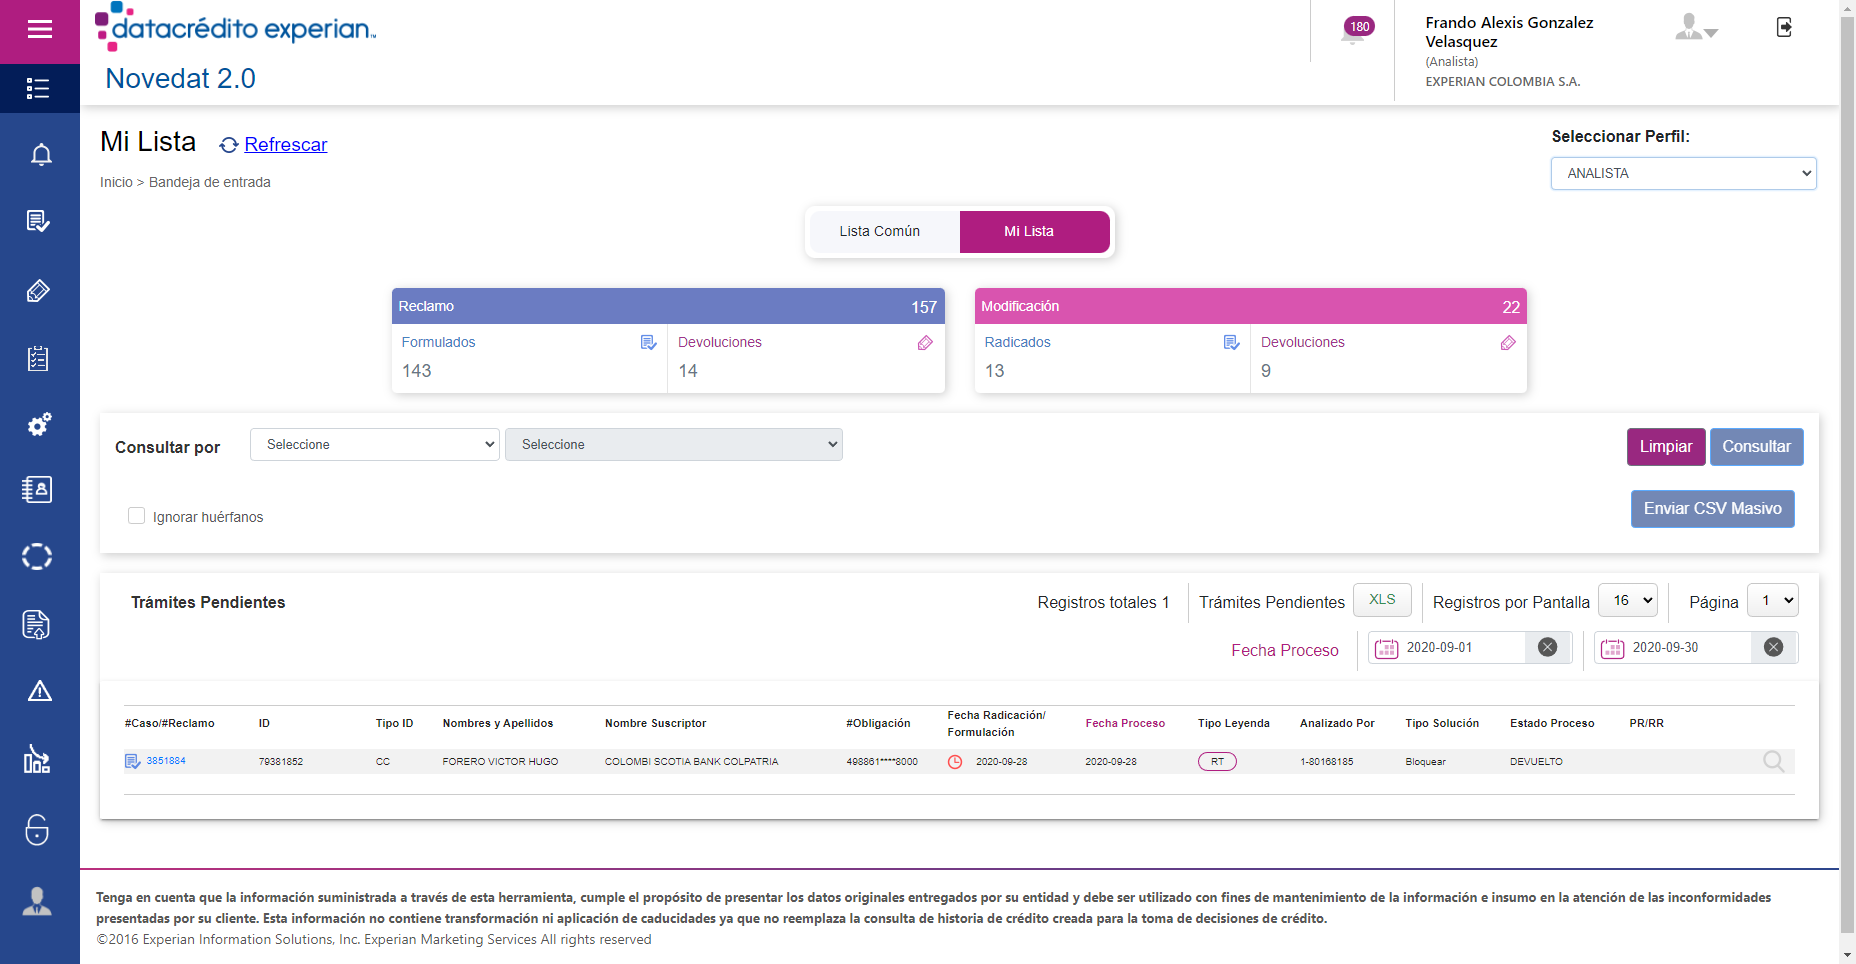 datacrédito experian™
Novedat 2.0
180
Frando Alexis Gonzalez
Velasquez
(Analista)
EXPERIAN COLOMBIA S.A.
Mi Lista
Refrescar
Inicio > Bandeja de entrada
Seleccionar Perfil:
ANALISTA
Lista Común
Mi Lista
Reclamo 157
Formulados
143
Devoluciones
14
Modificación 22
Radicados
13
Devoluciones
9
Consultar por
Seleccione
Seleccione
Limpiar
Consultar
Ignorar huérfanos
Enviar CSV Masivo
Trámites Pendientes
Registros totales 1
Trámites Pendientes
XLS
Registros por Pantalla
16
Página
1
Fecha Proceso
2020-09-01
2020-09-30
#Caso/#Reclamo ID Tipo ID Nombres y Apellidos Nombre Suscriptor #Obligación Fecha Radicación/ Formulación Fecha Proceso Tipo Leyenda Analizado Por Tipo Solución Estado Proceso PR/RR
3851884 79381852 CC FORERO VICTOR HUGO COLOMBI SCOTIA BANK COLPATRIA 498861****8000 2020-09-28 2020-09-28 RT 1-80168185 Bloquear DEVUELTO
Tenga en cuenta que la información suministrada a través de esta herramienta, cumple el propósito de presentar los datos originales entregados por su entidad y debe ser utilizado con fines de mantenimiento de la información e insumo en la atención de las inconformidades
presentadas por su cliente. Esta información no contiene transformación ni aplicación de caducidades ya que no reemplaza la consulta de historia de crédito creada para la toma de decisiones de crédito.
©2016 Experian Information Solutions, Inc. Experian Marketing Services All rights reserved